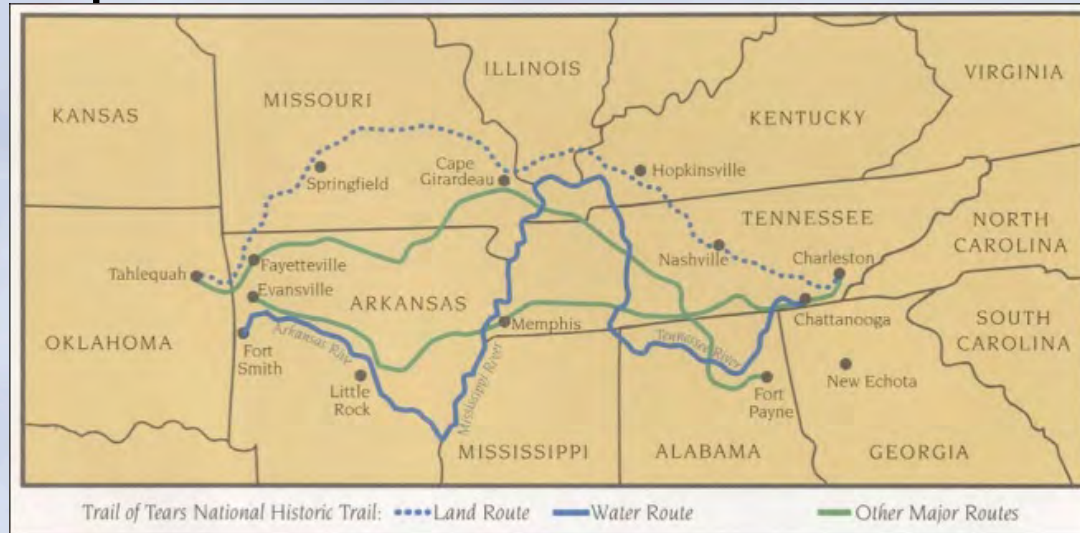 ILLINOIS
VIRGINIA
KANSAS
MISSOURI
KENTUCKY
Cape
Girardeau
Hopkinsville
Springfield
TENNESSEE
NORTH
CAROLINA
Nashville
Charleston
Tahlequah
Fayetteville
Evansville
ARKANSAS
Chattanooga
Memphis
OKLAHOMA
Fort
Smith
Arkansas River
Little
Rock
Mississippi River
Tennessee River
SOUTH
CAROLINA
New Echota
Fort
Payne
MISSISSIPPI
ALABAMA
GEORGIA
Trail of Tears National Historic Trail: Land Route Water Route Other Major Routes